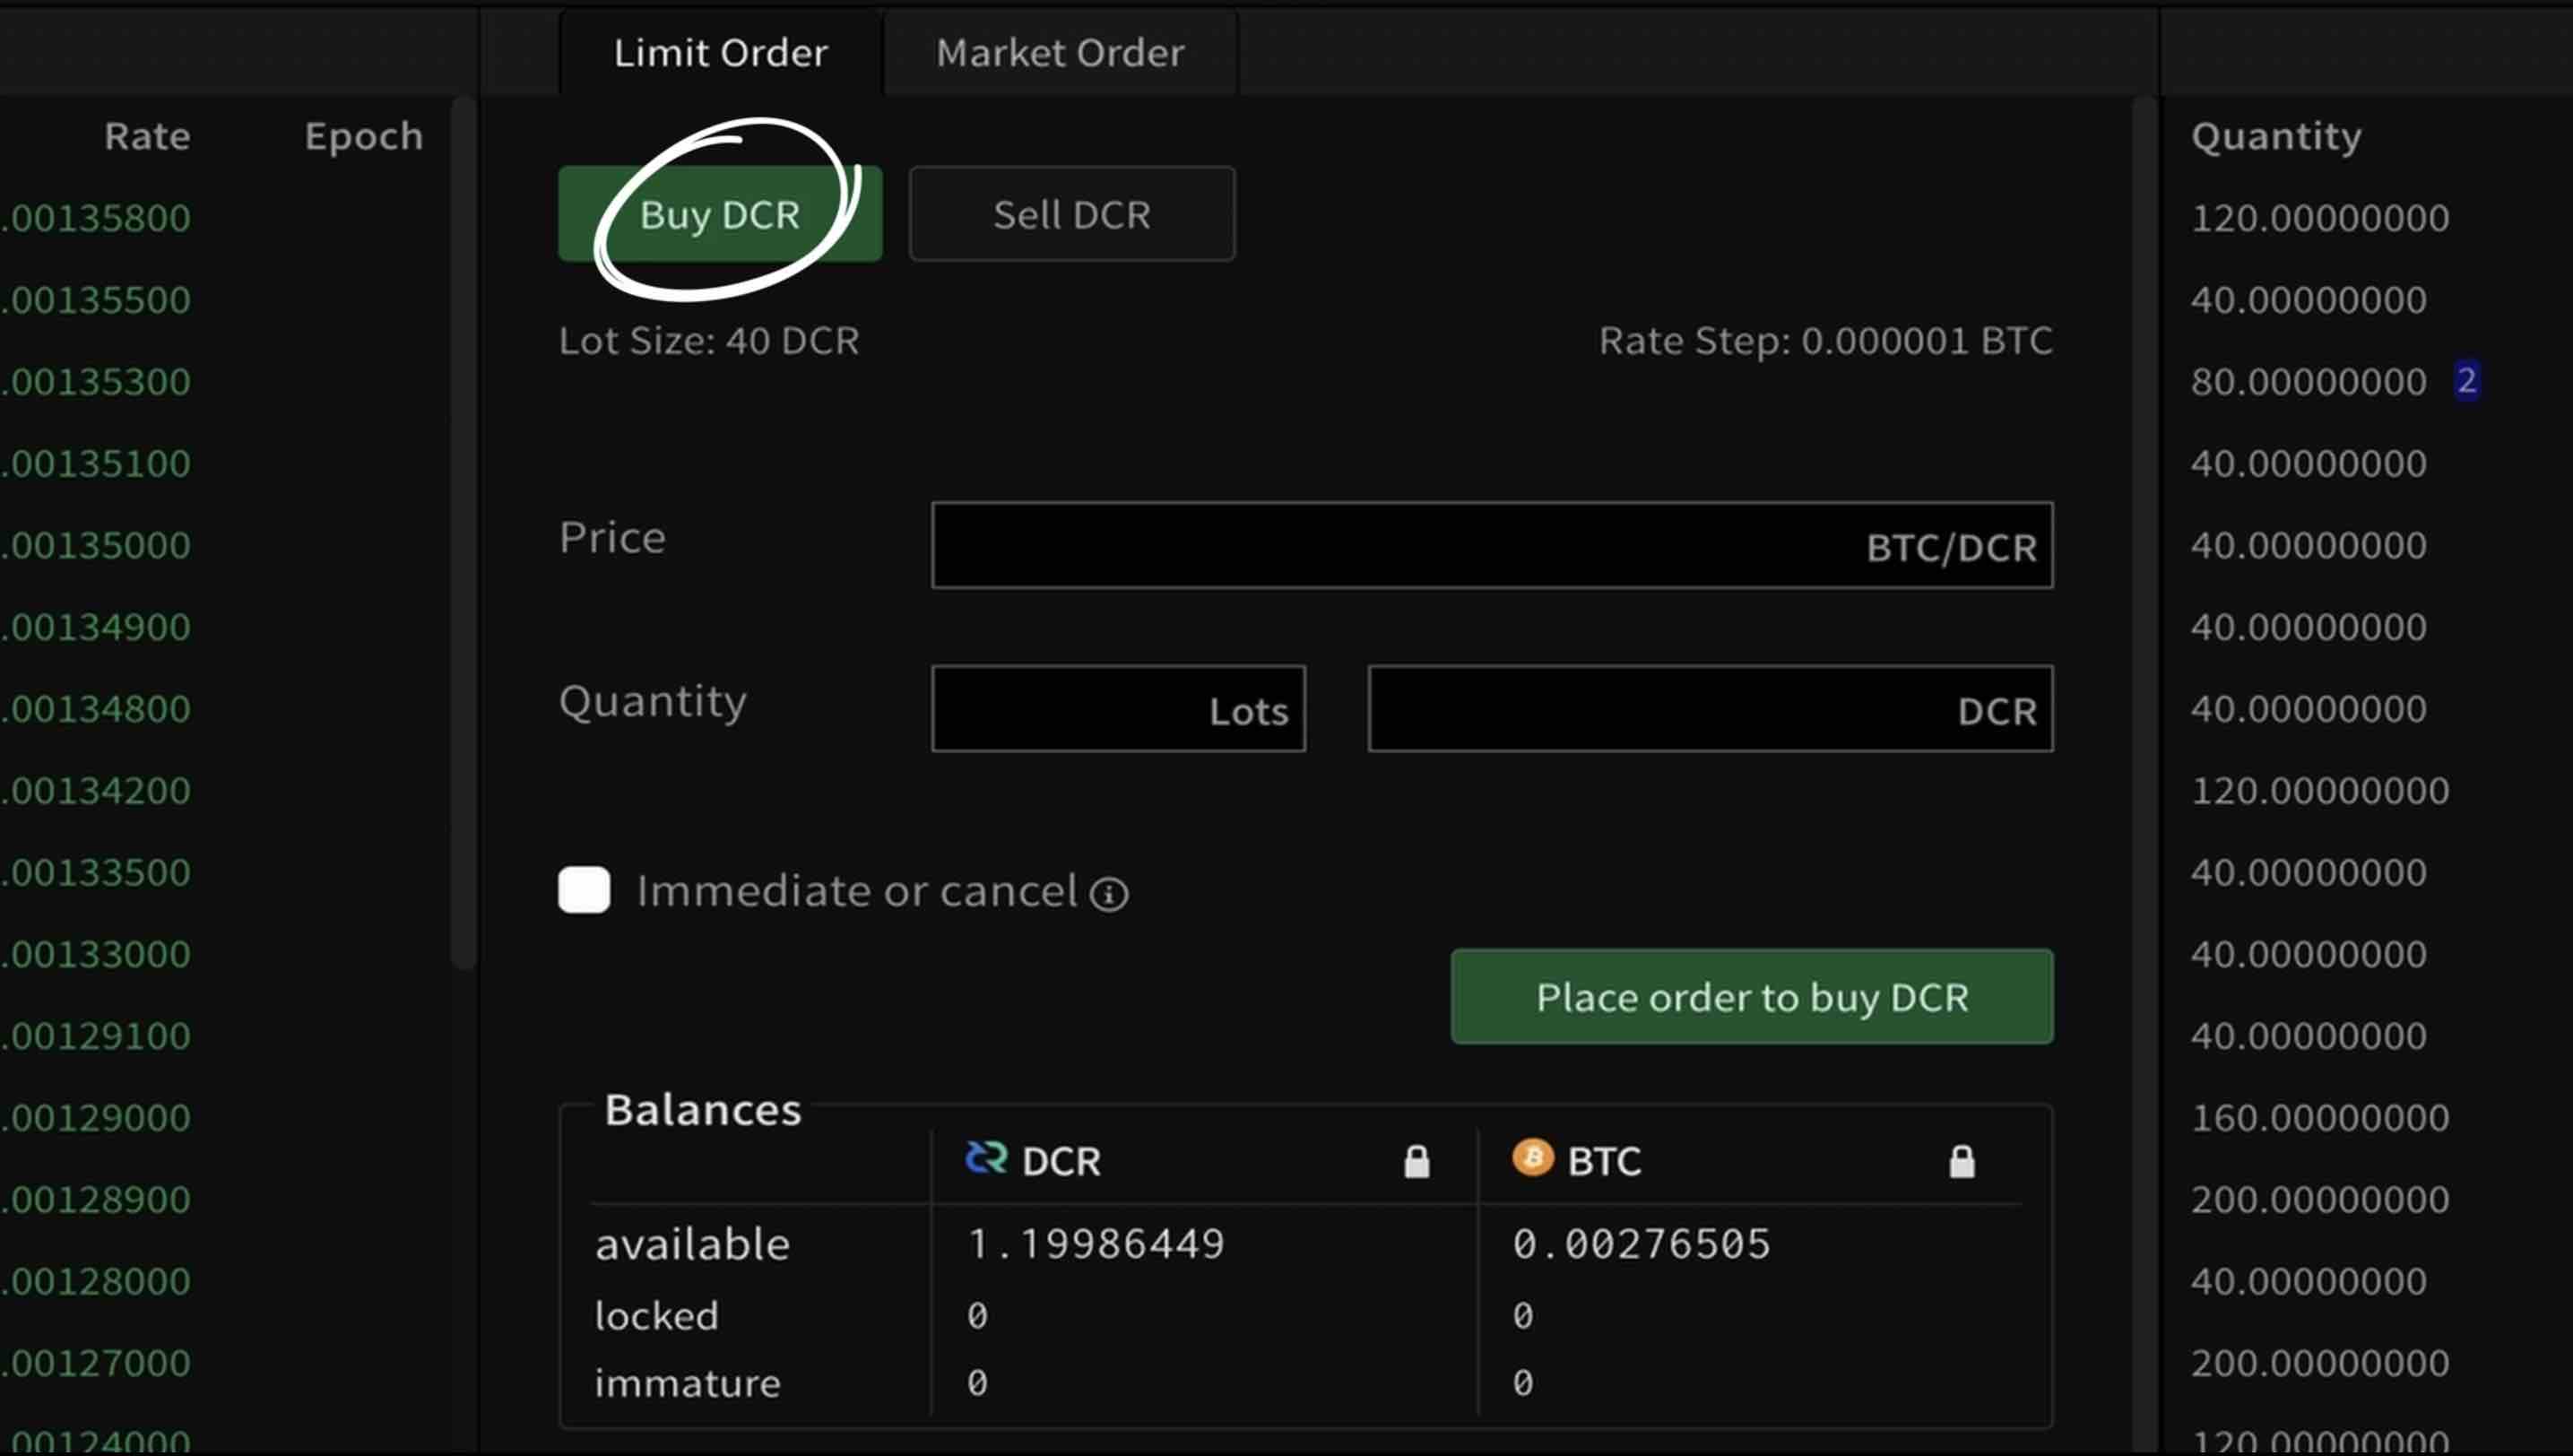 Limit Order Market Order
Rate Epoch Quantity
Buy DCR Sell DCR
.00135800 120.00000000
.00135500 40.00000000
Lot Size: 40 DCR Rate Step: 0.000001 BTC
.00135300 80.00000000 2
.00135100 40.00000000
Price BTC/DCR
.00135000 40.00000000
.00134900 40.00000000
Quantity Lots DCR
.00134800 40.00000000
.00134200 120.00000000
.00133500 40.00000000
Immediate or cancel
.00133000 40.00000000
Place order to buy DCR
.00129100 40.00000000
Balances
.00129000 160.00000000
DCR BTC
.00128900 200.00000000
available 1.19986449 0.00276505
.00128000 40.00000000
locked 0 0
.00127000 200.00000000
immature 0 0
.00124000 120.00000000